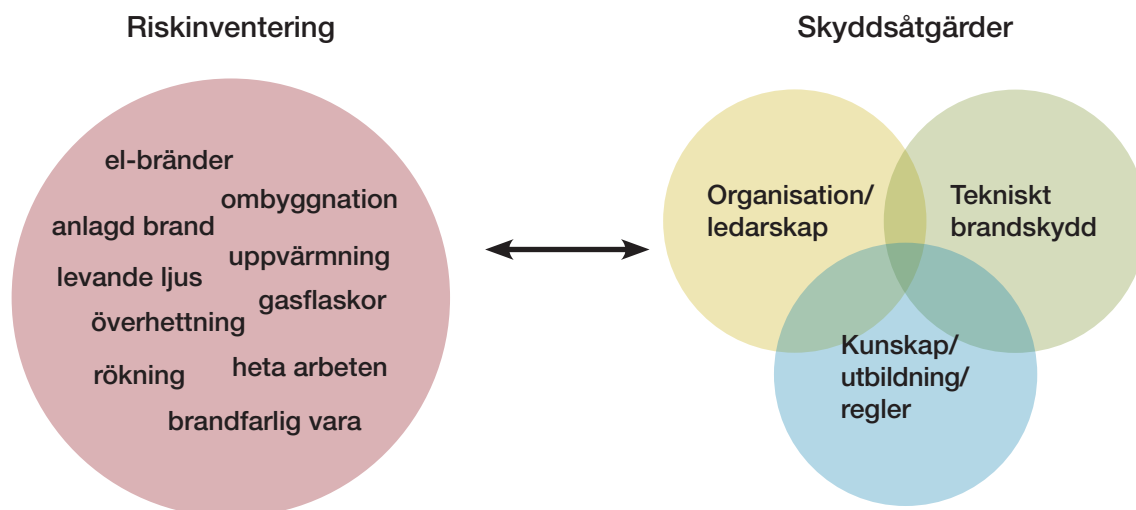 Riskinventering
el-bränder
ombyggnation
anlagd brand
uppvärmning
levande ljus
gasflaskor
överhettning
heta arbeten
rökning
brandfarlig vara
Skyddsåtgärder
Organisation/
ledarskap
Tekniskt
brandskydd
Kunskap/
utbildning/
regler